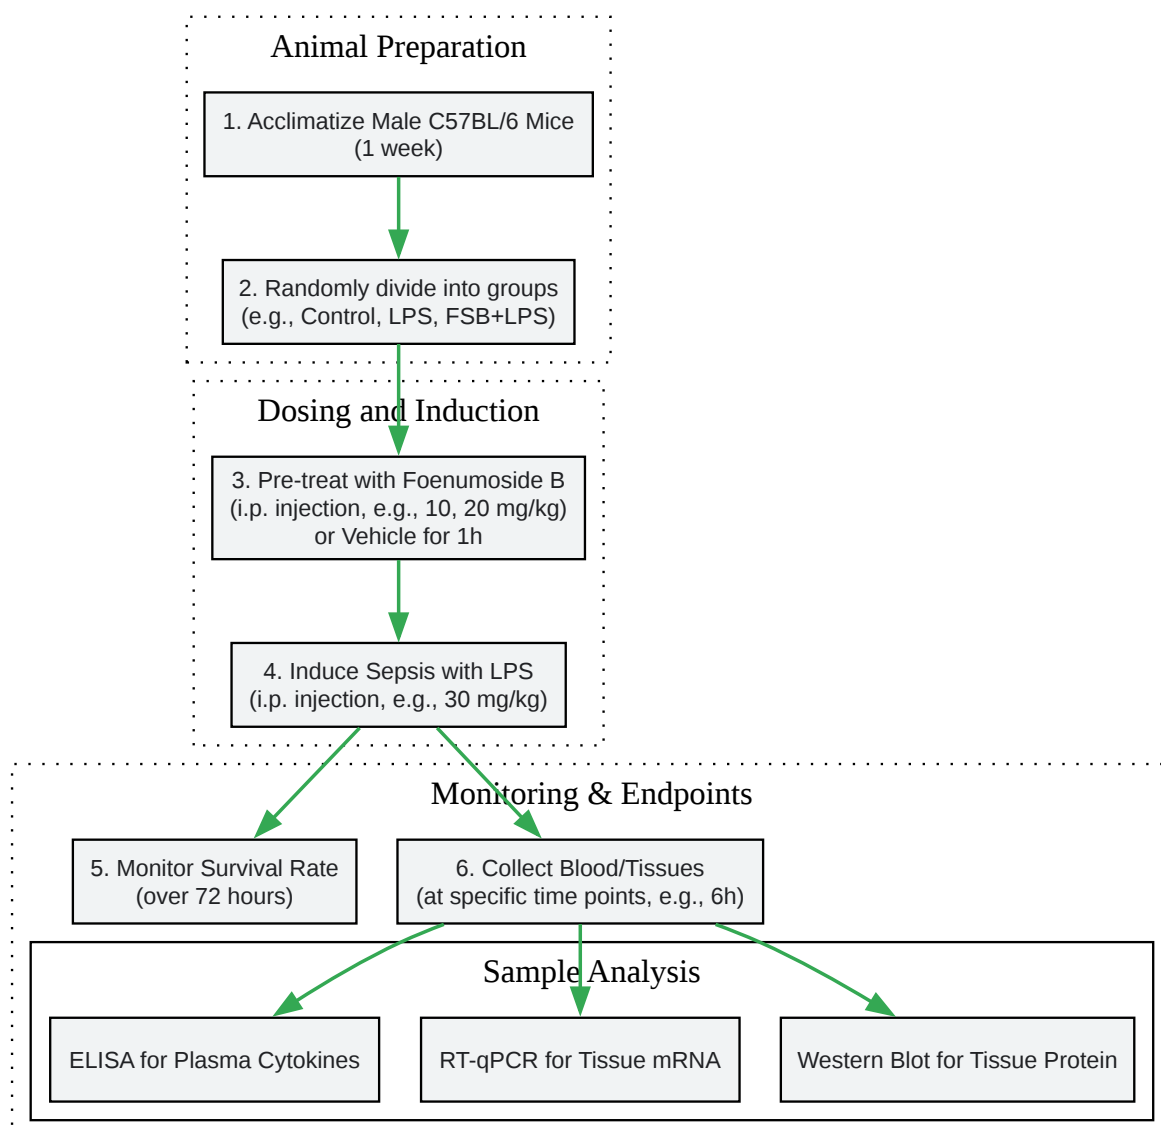 Animal Preparation
1. Acclimatize Male C57BL/6 Mice
(1 week)
2. Randomly divide into groups
(e.g., Control, LPS, FSB+LPS)
Dosing and Induction
3. Pre-treat with Foenumoside B
(i.p. injection, e.g., 10, 20 mg/kg)
or Vehicle for 1h
4. Induce Sepsis with LPS
(i.p. injection, e.g., 30 mg/kg)
Monitoring & Endpoints
5. Monitor Survival Rate
(over 72 hours)
6. Collect Blood/Tissues
(at specific time points, e.g., 6h)
Sample Analysis
ELISA for Plasma Cytokines
RT-qPCR for Tissue mRNA
Western Blot for Tissue Protein